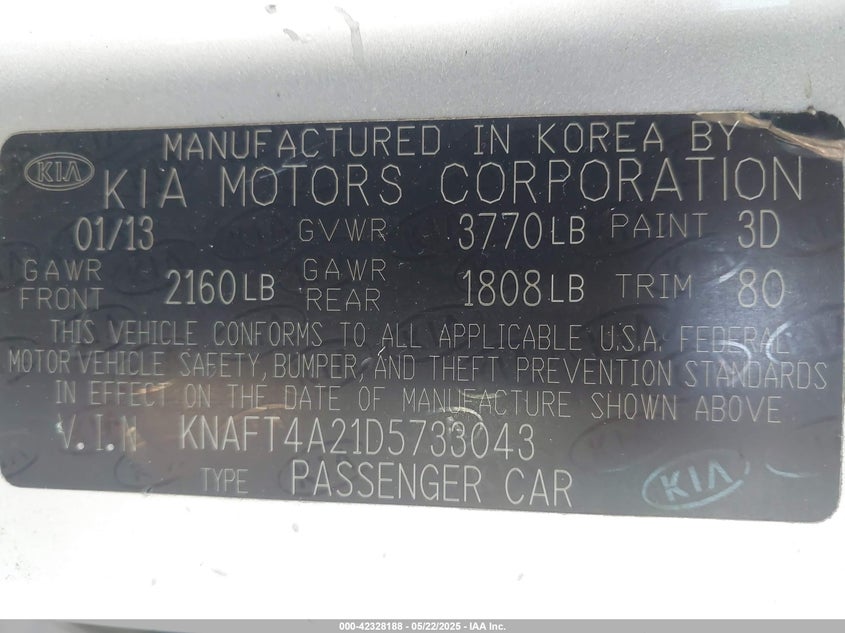 MANUFACTURED IN KOREA BY
KIA KIA MOTORS CORPORATION
01/13 GVWR 3770LB PAINT 3D
GAWR FRONT 2160LB GAWR REAR 1808LB TRIM 80
THIS VEHICLE CONFORMS TO ALL APPLICABLE U.S.A. FEDERAL
MOTOR VEHICLE SAFETY, BUMPER, AND THEFT PREVENTION STANDARDS
IN EFFECT ON THE DATE OF MANUFACTURE SHOWN ABOVE
V.I.N KNAFT4A21D5733043
TYPE PASSENGER CAR
KIA
000-42328188 - 05/22/2025 - IAA Inc.